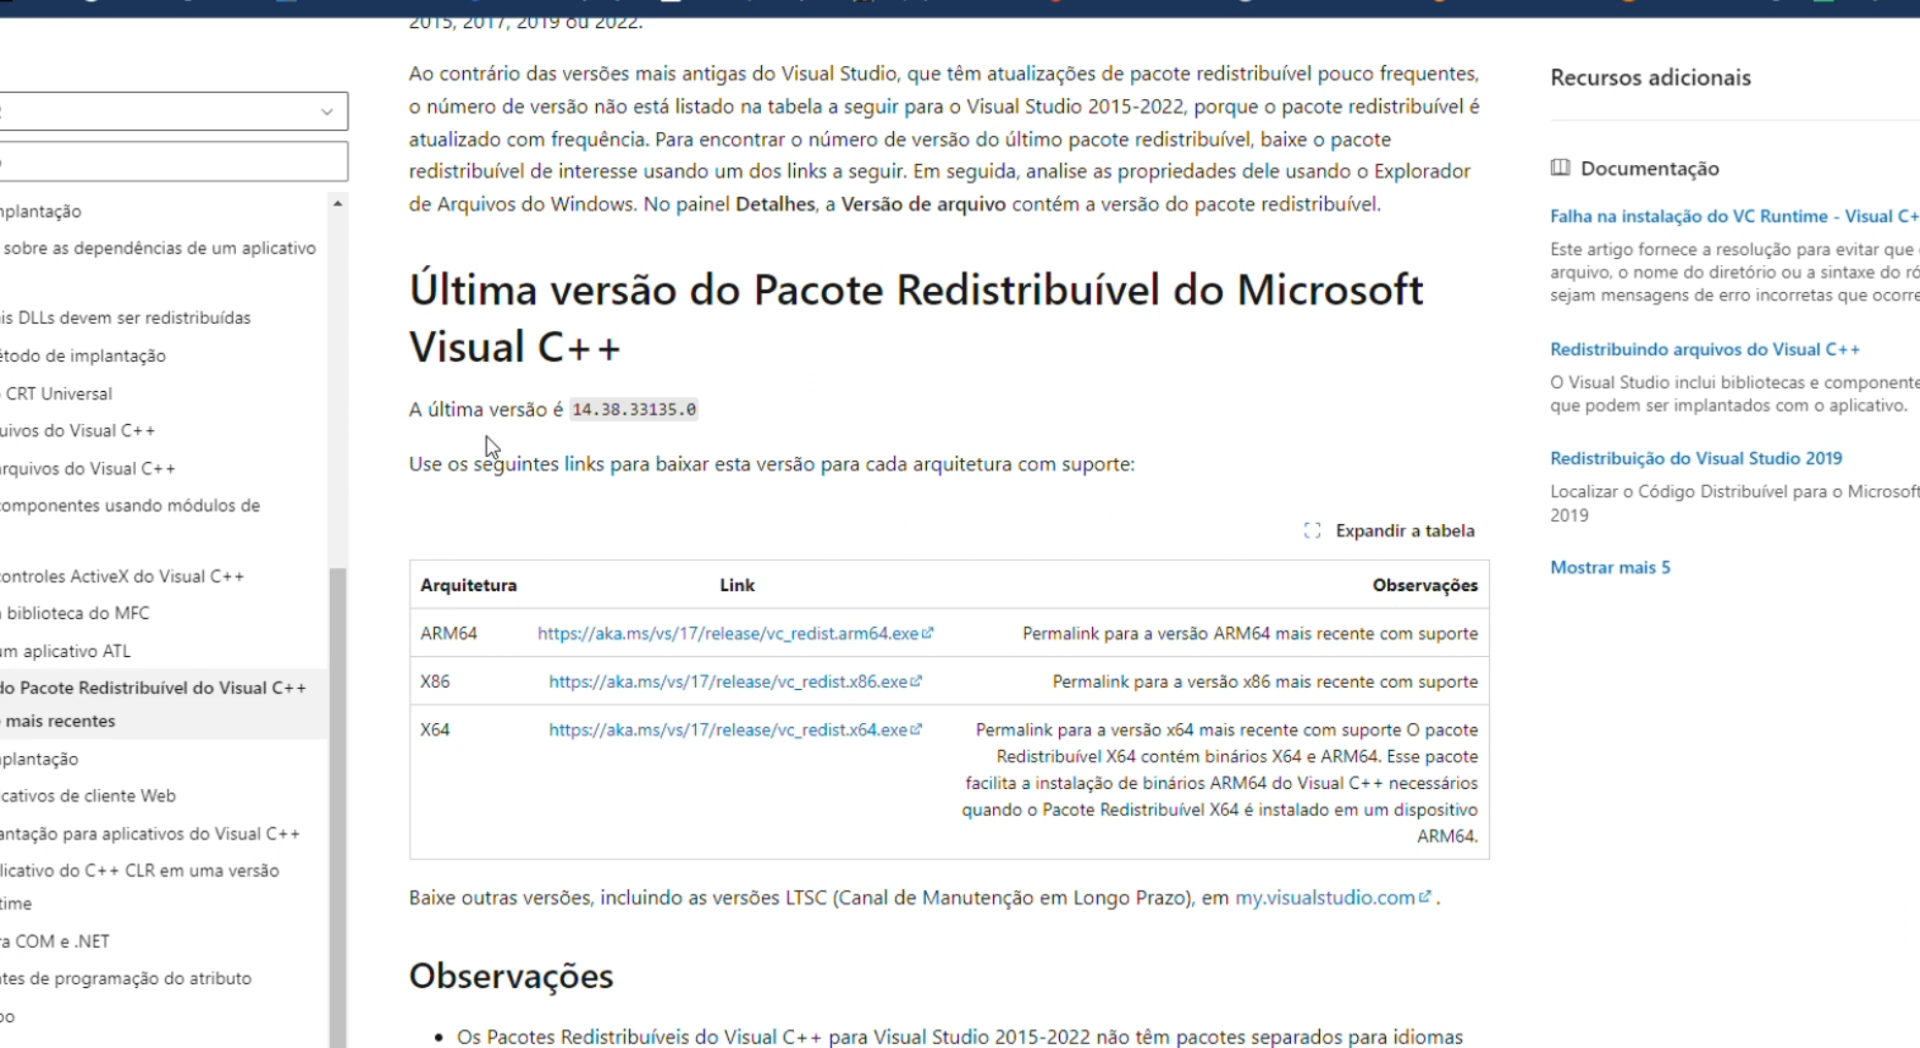 2015, 2017, 2019 ou 2022.
Ao contrário das versões mais antigas do Visual Studio, que têm atualizações de pacote redistribuível pouco frequentes,
o número de versão não está listado na tabela a seguir para o Visual Studio 2015-2022, porque o pacote redistribuível é
atualizado com frequência. Para encontrar o número de versão do último pacote redistribuível, baixe o pacote
redistribuível de interesse usando um dos links a seguir. Em seguida, analise as propriedades dele usando o Explorador
de Arquivos do Windows. No painel Detalhes, a Versão de arquivo contém a versão do pacote redistribuível.
Última versão do Pacote Redistribuível do Microsoft
Visual C++
A última versão é 14.38.33135.0
Use os seguintes links para baixar esta versão para cada arquitetura com suporte:
Expandir a tabela
Arquitetura Link Observações
ARM64 https://aka.ms/vs/17/release/vc_redist.arm64.exe Permalink para a versão ARM64 mais recente com suporte
X86 https://aka.ms/vs/17/release/vc_redist.x86.exe Permalink para a versão x86 mais recente com suporte
X64 https://aka.ms/vs/17/release/vc_redist.x64.exe Permalink para a versão x64 mais recente com suporte O pacote
Redistribuível X64 contém binários X64 e ARM64. Esse pacote
facilita a instalação de binários ARM64 do Visual C++ necessários
quando o Pacote Redistribuível X64 é instalado em um dispositivo
ARM64.
Baixe outras versões, incluindo as versões LTSC (Canal de Manutenção em Longo Prazo), em my.visualstudio.com .
Observações
• Os Pacotes Redistribuíveis do Visual C++ para Visual Studio 2015-2022 não têm pacotes separados para idiomas
mplantação
sobre as dependências de um aplicativo
is DLLs devem ser redistribuídas
étodo de implantação
CRT Universal
uivos do Visual C++
arquivos do Visual C++
componentes usando módulos de
controles ActiveX do Visual C++
biblioteca do MFC
um aplicativo ATL
do Pacote Redistribuível do Visual C++
mais recentes
mplantação
icativos de cliente Web
antação para aplicativos do Visual C++
licativo do C++ CLR em uma versão
time
ra COM e .NET
tes de programação do atributo
po
Recursos adicionais
Documentação
Falha na instalação do VC Runtime - Visual C+
Este artigo fornece a resolução para evitar que
arquivo, o nome do diretório ou a sintaxe do ró
sejam mensagens de erro incorretas que ocorre
Redistribuindo arquivos do Visual C++
O Visual Studio inclui bibliotecas e componente
que podem ser implantados com o aplicativo.
Redistribuição do Visual Studio 2019
Localizar o Código Distribuível para o Microsoft
2019
Mostrar mais 5